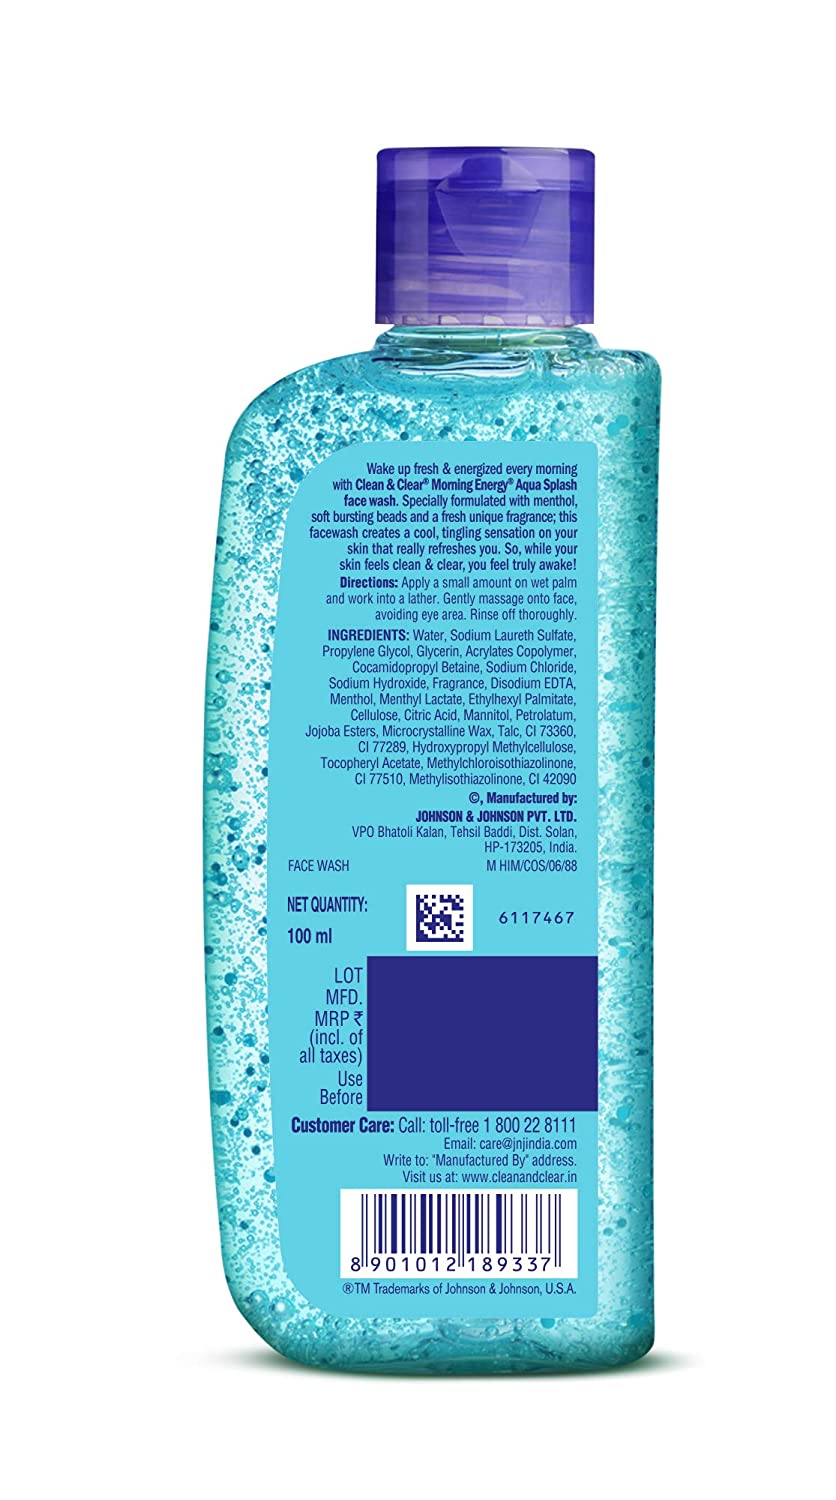 Wake up fresh & energized every morning
with Clean & Clear® Morning Energy® Aqua Splash
face wash. Specially formulated with menthol,
soft bursting beads and a fresh unique fragrance; this
facewash creates a cool, tingling sensation on your
skin that really refreshes you. So, while your
skin feels clean & clear, you feel truly awake!
Directions: Apply a small amount on wet palm
and work into a lather. Gently massage onto face,
avoiding eye area. Rinse off thoroughly.
INGREDIENTS: Water, Sodium Laureth Sulfate,
Propylene Glycol, Glycerin, Acrylates Copolymer,
Cocamidopropyl Betaine, Sodium Chloride,
Sodium Hydroxide, Fragrance, Disodium EDTA,
Menthol, Menthyl Lactate, Ethylhexyl Palmitate,
Cellulose, Citric Acid, Mannitol, Petrolatum,
Jojoba Esters, Microcrystalline Wax, Talc, CI 73360,
CI 77289, Hydroxypropyl Methylcellulose,
Tocopheryl Acetate, Methylchloroisothiazolinone,
CI 77510, Methylisothiazolinone, CI 42090
©, Manufactured by:
JOHNSON & JOHNSON PVT. LTD.
VPO Bhatoli Kalan, Tehsil Baddi, Dist. Solan,
HP-173205, India.
FACE WASH M HIM/COS/06/88
NET QUANTITY:
100 ml
6117467
LOT
MFD.
MRP ₹
(incl. of
all taxes)
Use
Before
Customer Care: Call: toll-free 1 800 22 8111
Email: care@jnjindia.com
Write to: "Manufactured By" address.
Visit us at: www.cleanandclear.in
8 901012 189337
®TM Trademarks of Johnson & Johnson, U.S.A.